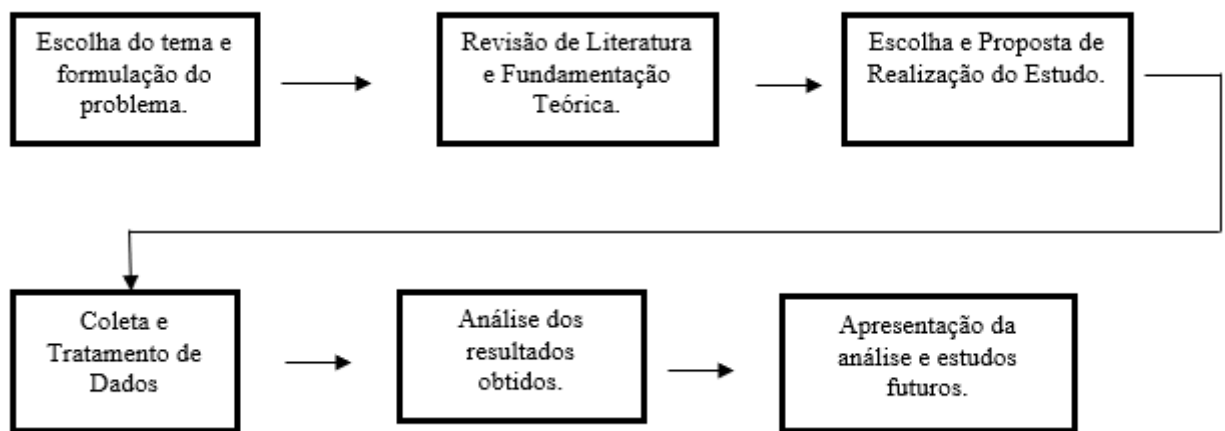 Escolha do tema e
formulação do
problema.
Revisão de Literatura
e Fundamentação
Teórica.
Escolha e Proposta de
Realização do Estudo.
Coleta e
Tratamento de
Dados
Análise dos
resultados
obtidos.
Apresentação da
análise e estudos
futuros.